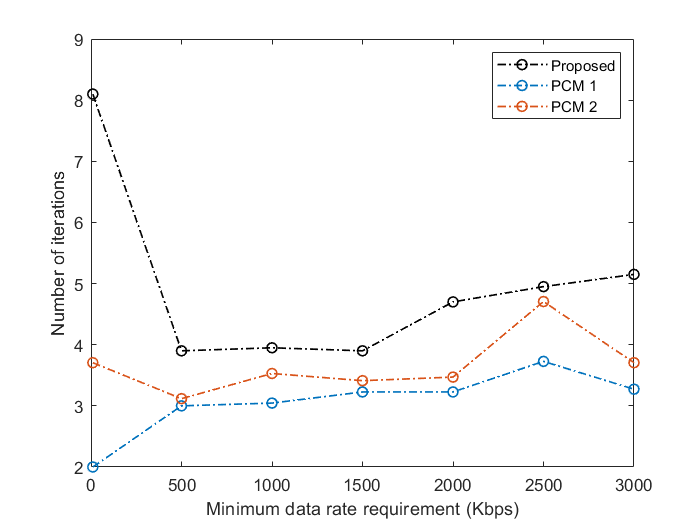 9
8
7
6
5
4
3
2
Number of iterations
Proposed
PCM 1
PCM 2
0 500 1000 1500 2000 2500 3000
Minimum data rate requirement (Kbps)